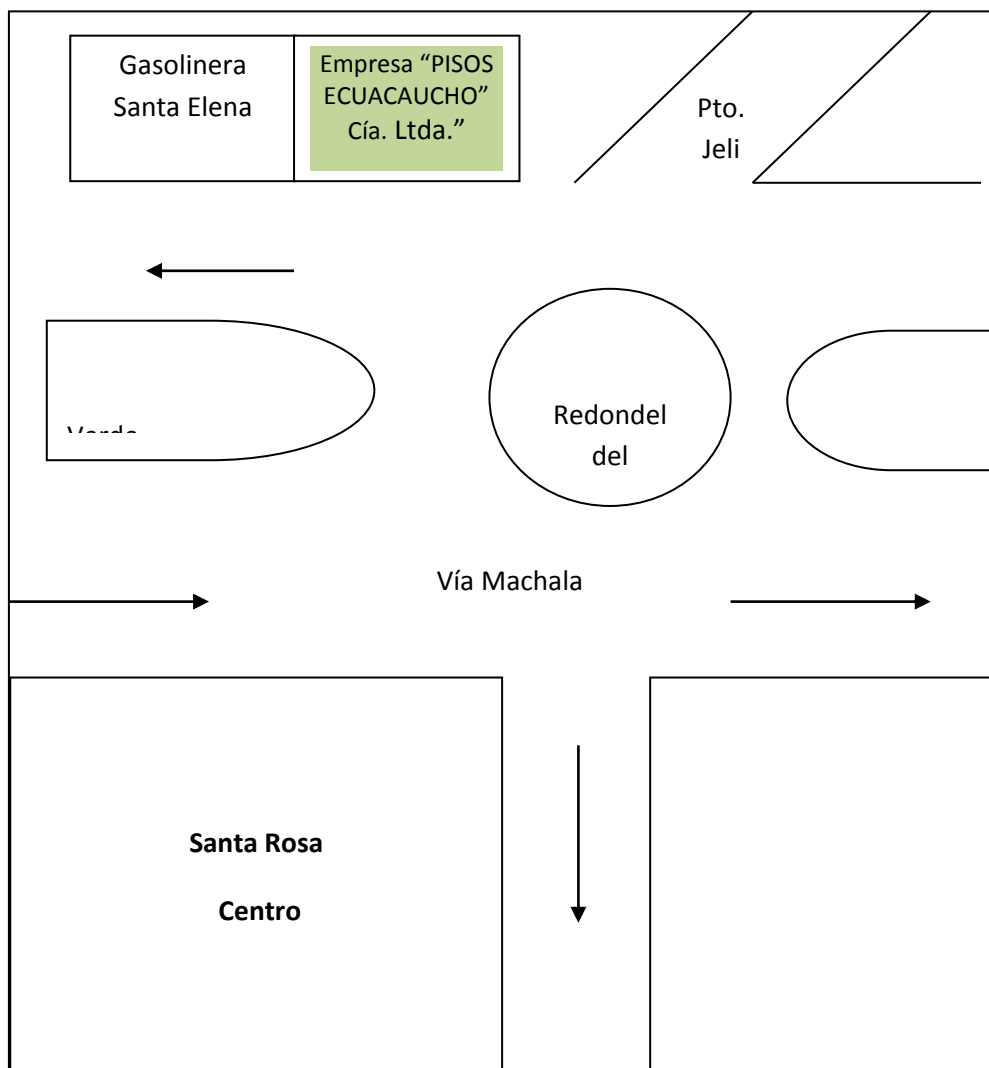 Gasolinera
Santa Elena
Empresa “PISOS
ECUACAUCHO”
Cía. Ltda.”
Pto.
Jeli
Redondel
del
Vía Machala
Santa Rosa
Centro